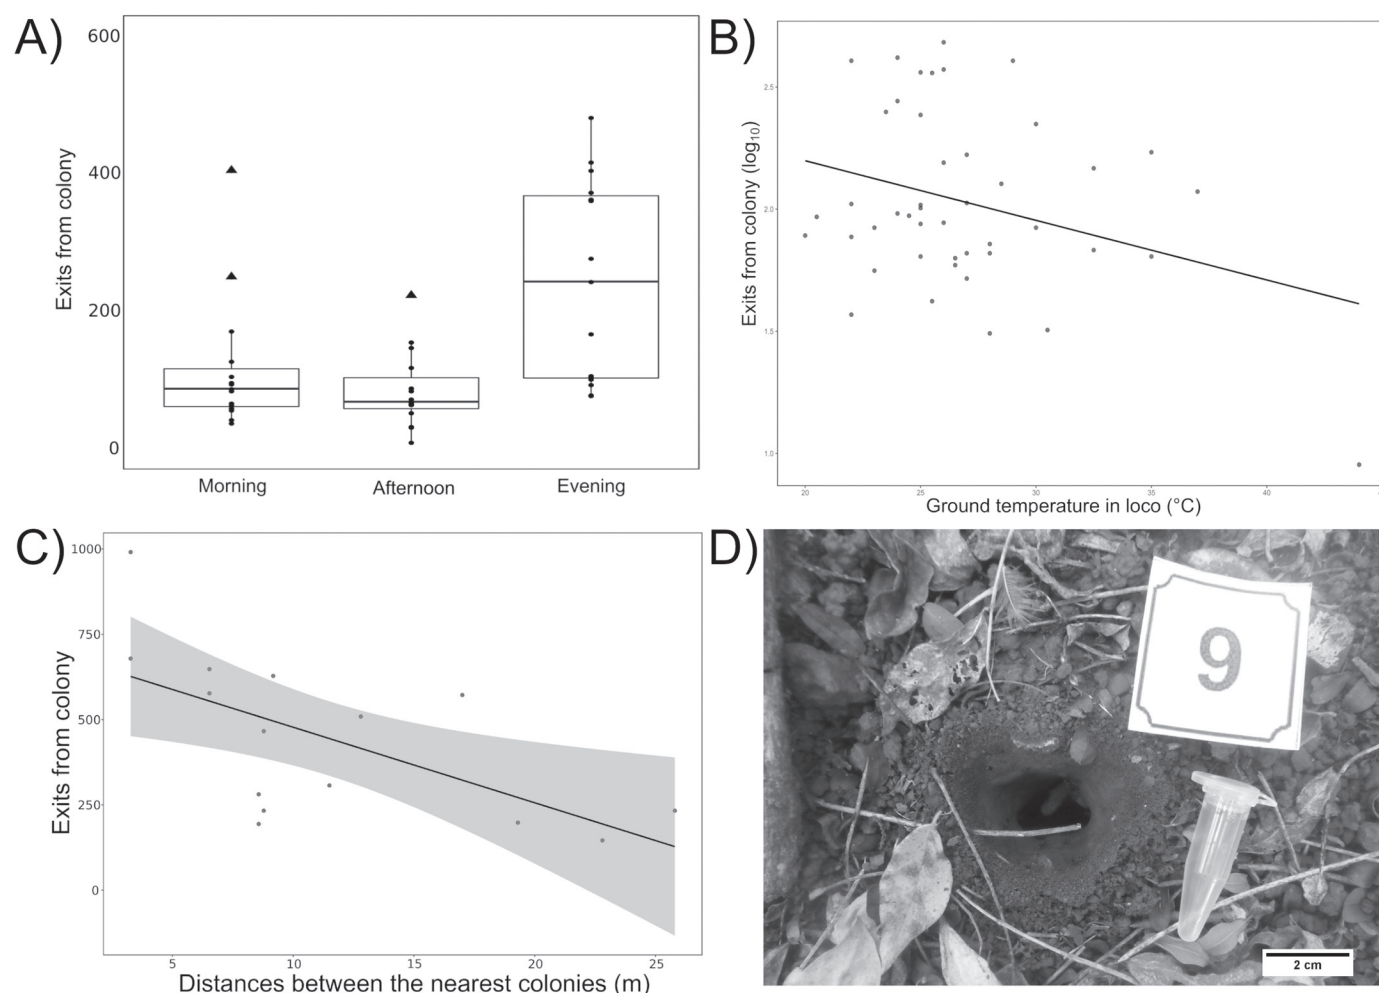 A)
600
400
200
0
Exits from colony
Morning Afternoon Evening
B)
2.5
2.0
1.5
1.0
Exits from colony (log10)
20 25 30 35 40
Ground temperature in loco (°C)
C)
1000
750
500
250
0
Exits from colony
5 10 15 20 25
Distances between the nearest colonies (m)
D)
9
2 cm